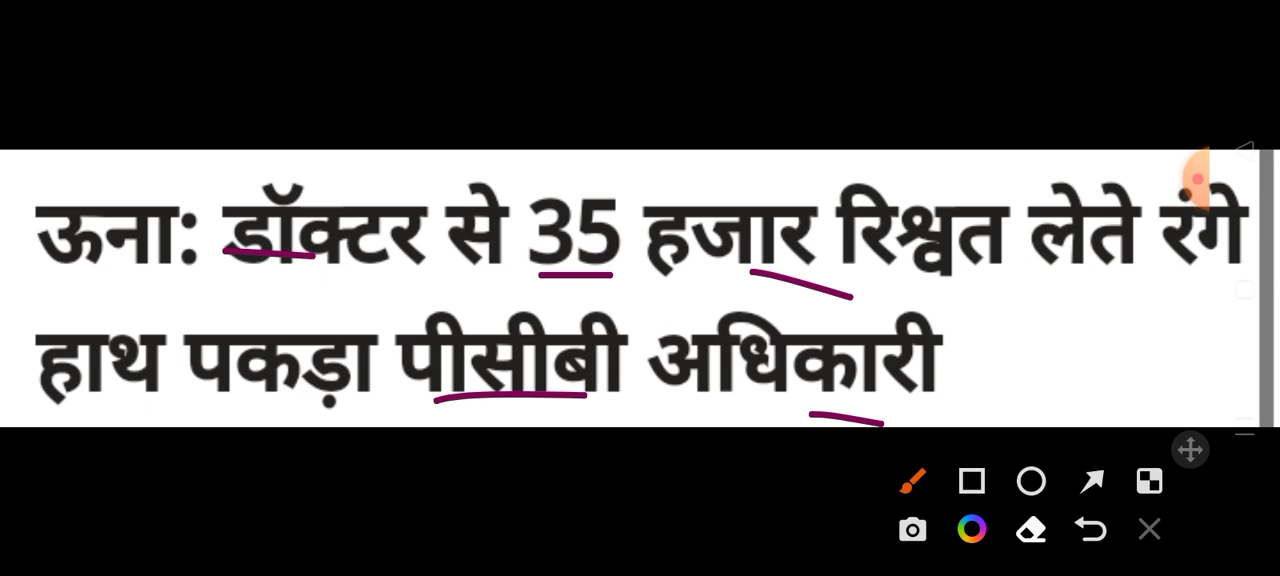 ऊना: डॉक्टर से 35 हजार रिश्वत लेते रंगे
हाथ पकड़ा पीसीबी अधिकारी